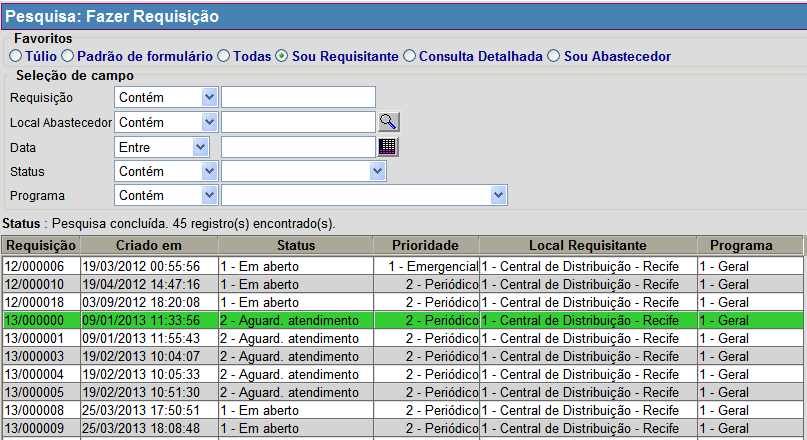 Pesquisa: Fazer Requisição
Favoritos
Túlio Padrão de formulário Todas Sou Requisitante Consulta Detalhada Sou Abastecedor
Seleção de campo
Requisição Contém
Local Abastecedor Contém
Data Entre
Status Contém
Programa Contém
Status : Pesquisa concluída. 45 registro(s) encontrado(s).
Requisição Criado em Status Prioridade Local Requisitante Programa
12/000006 19/03/2012 00:55:56 1 - Em aberto 1 - Emergencial 1 - Central de Distribuição - Recife 1 - Geral
12/000010 19/04/2012 14:47:16 1 - Em aberto 2 - Periódico 1 - Central de Distribuição - Recife 1 - Geral
12/000018 03/09/2012 18:20:08 1 - Em aberto 2 - Periódico 1 - Central de Distribuição - Recife 1 - Geral
13/000000 09/01/2013 11:33:56 2 - Aguard. atendimento 2 - Periódico 1 - Central de Distribuição - Recife 1 - Geral
13/000001 09/01/2013 11:55:43 2 - Aguard. atendimento 2 - Periódico 1 - Central de Distribuição - Recife 1 - Geral
13/000003 19/02/2013 10:04:07 2 - Aguard. atendimento 2 - Periódico 1 - Central de Distribuição - Recife 1 - Geral
13/000004 19/02/2013 10:05:33 2 - Aguard. atendimento 2 - Periódico 1 - Central de Distribuição - Recife 1 - Geral
13/000005 19/02/2013 10:51:30 2 - Aguard. atendimento 2 - Periódico 1 - Central de Distribuição - Recife 1 - Geral
13/000008 25/03/2013 17:50:51 1 - Em aberto 2 - Periódico 1 - Central de Distribuição - Recife 1 - Geral
13/000009 25/03/2013 18:08:48 1 - Em aberto 2 - Periódico 1 - Central de Distribuição - Recife 1 - Geral